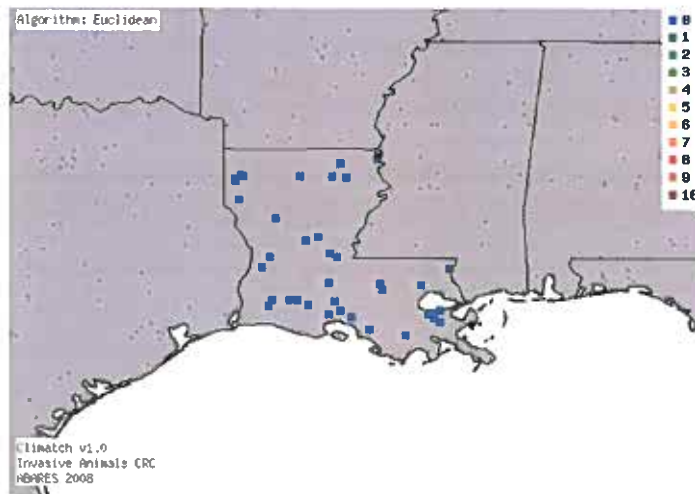 Algorithm: Euclidean
0
1
2
3
4
5
6
7
8
9
10
Climatch v1.0
Invasive Animals CRC
ABARES 2008